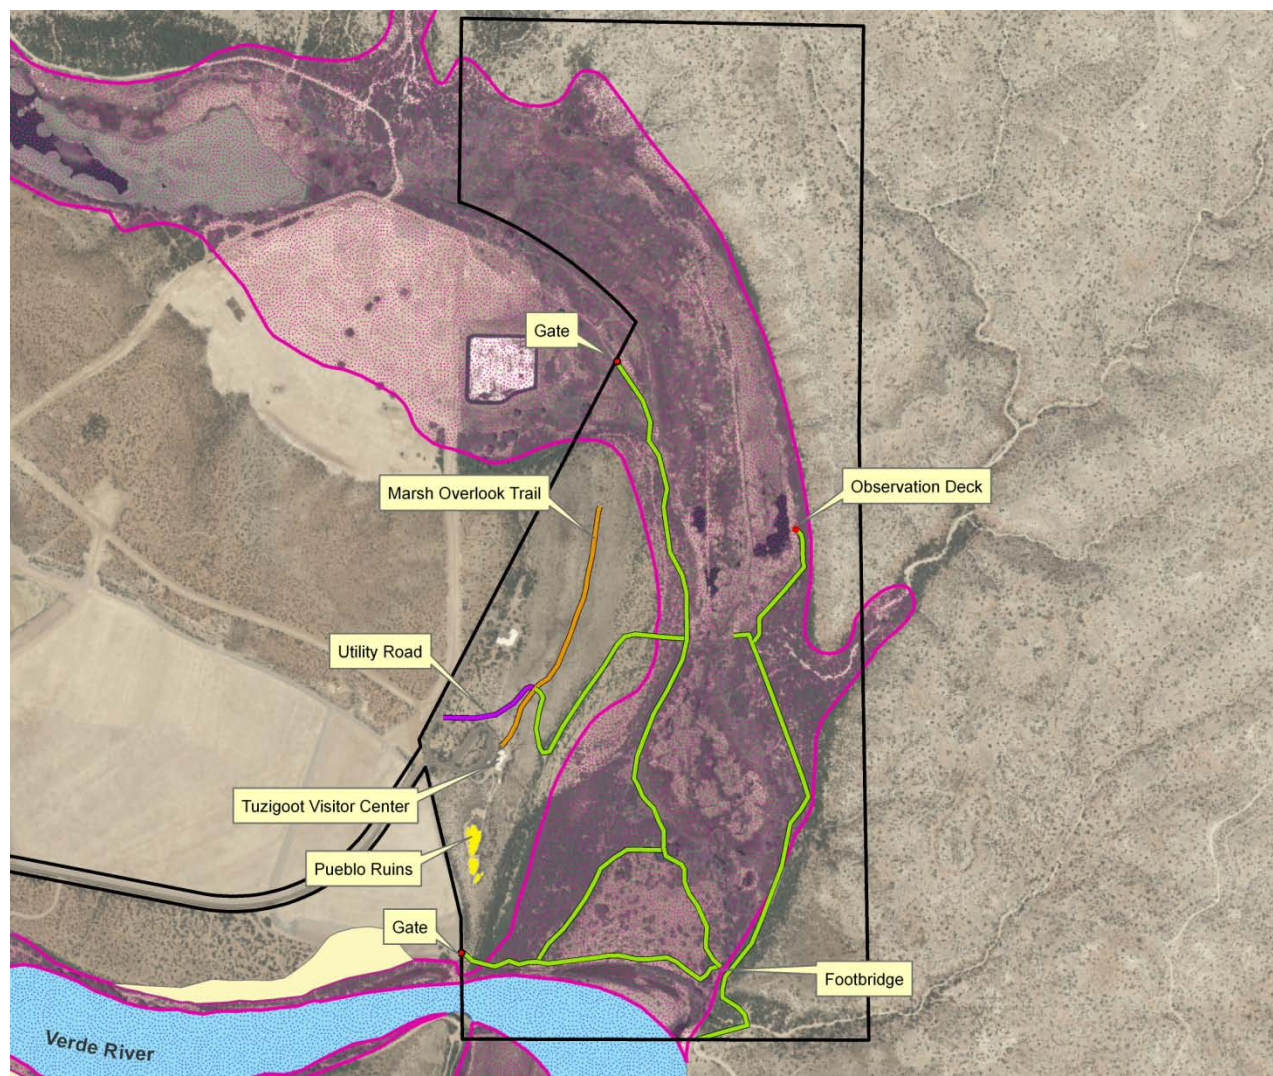 Gate
Observation Deck
Marsh Overlook Trail
Utility Road
Tuzigoot Visitor Center
Pueblo Ruins
Gate
Footbridge
Verde River